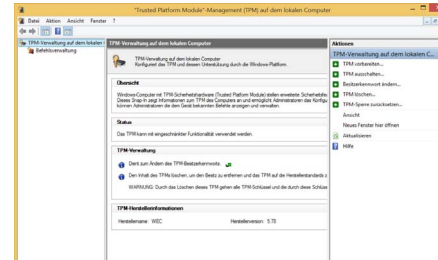 "Trusted Platform Module"-Management (TPM) auf dem lokalen Computer
Datei Aktion Ansicht Fenster ?
TPM-Verwaltung auf dem lokalen
Befehlsverwaltung
TPM-Verwaltung auf dem lokalen Computer
TPM-Verwaltung auf dem lokalen Computer
Konfiguriert das TPM und dessen Unterstützung durch die Windows-Plattform.
Übersicht
Windows-Computer mit TPM-Sicherheitshardware (Trusted Platform Module) stellen erweiterte Sicherheitsfe
Dieses Snap-In zeigt Informationen zum TPM des Computers an und ermöglicht Administratoren das Konfigu
können Administratoren die dem Gerät bekannten Befehle anzeigen und verwalten.
Status
Das TPM kann mit eingeschränkter Funktionalität verwendet werden.
TPM-Verwaltung
Dient zum Ändern des TPM-Besitzerkennworts:
Den Inhalt des TPMs löschen, um den Besitz zu entfernen und das TPM auf die Herstellerstandards z
WARNUNG: Durch das Löschen dieses TPM gehen alle TPM-Schlüssel und die durch diese Schlüss
TPM-Herstellerinformationen
Herstellername: WEC Herstellerversion: 5.70
Aktionen
TPM-Verwaltung auf dem lokalen C...
TPM vorbereiten...
TPM ausschalten...
Besitzerkennwort ändern...
TPM löschen...
TPM-Sperre zurücksetzen...
Ansicht
Neues Fenster hier öffnen
Aktualisieren
Hilfe